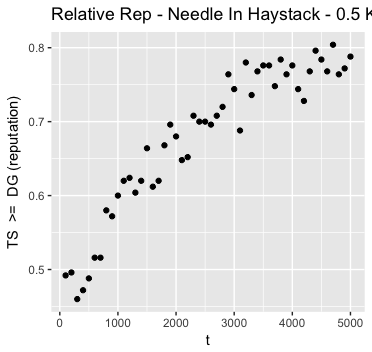 Relative Rep - Needle In Haystack - 0.5 K
TS >= DG (reputation)
0.8
0.7
0.6
0.5
0 1000 2000 3000 4000 5000
t